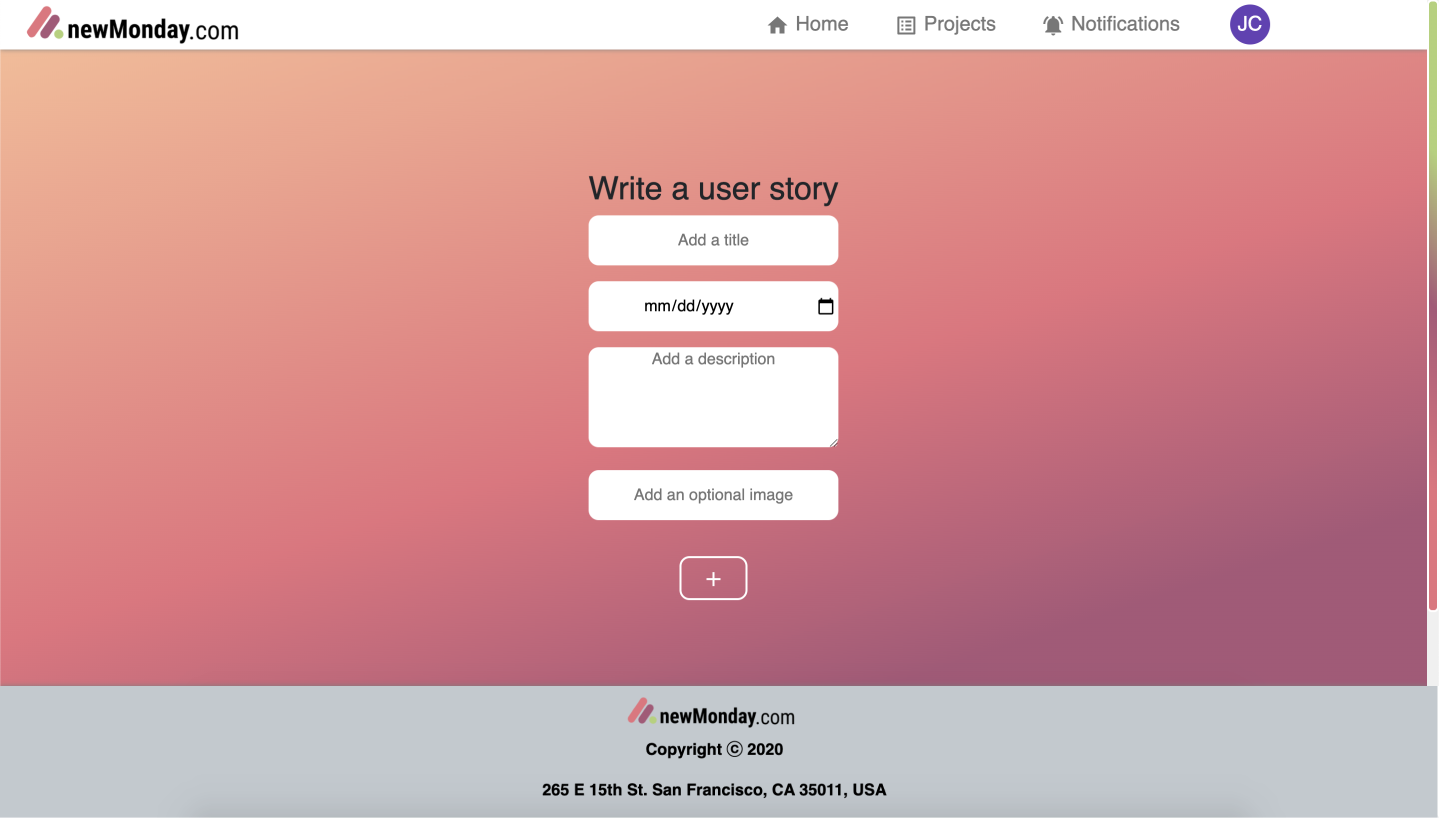 newMonday.com
Home Projects Notifications JC
Write a user story
Add a title
mm/dd/yyyy
Add a description
Add an optional image
+
newMonday.com
Copyright ⓒ 2020
265 E 15th St. San Francisco, CA 35011, USA